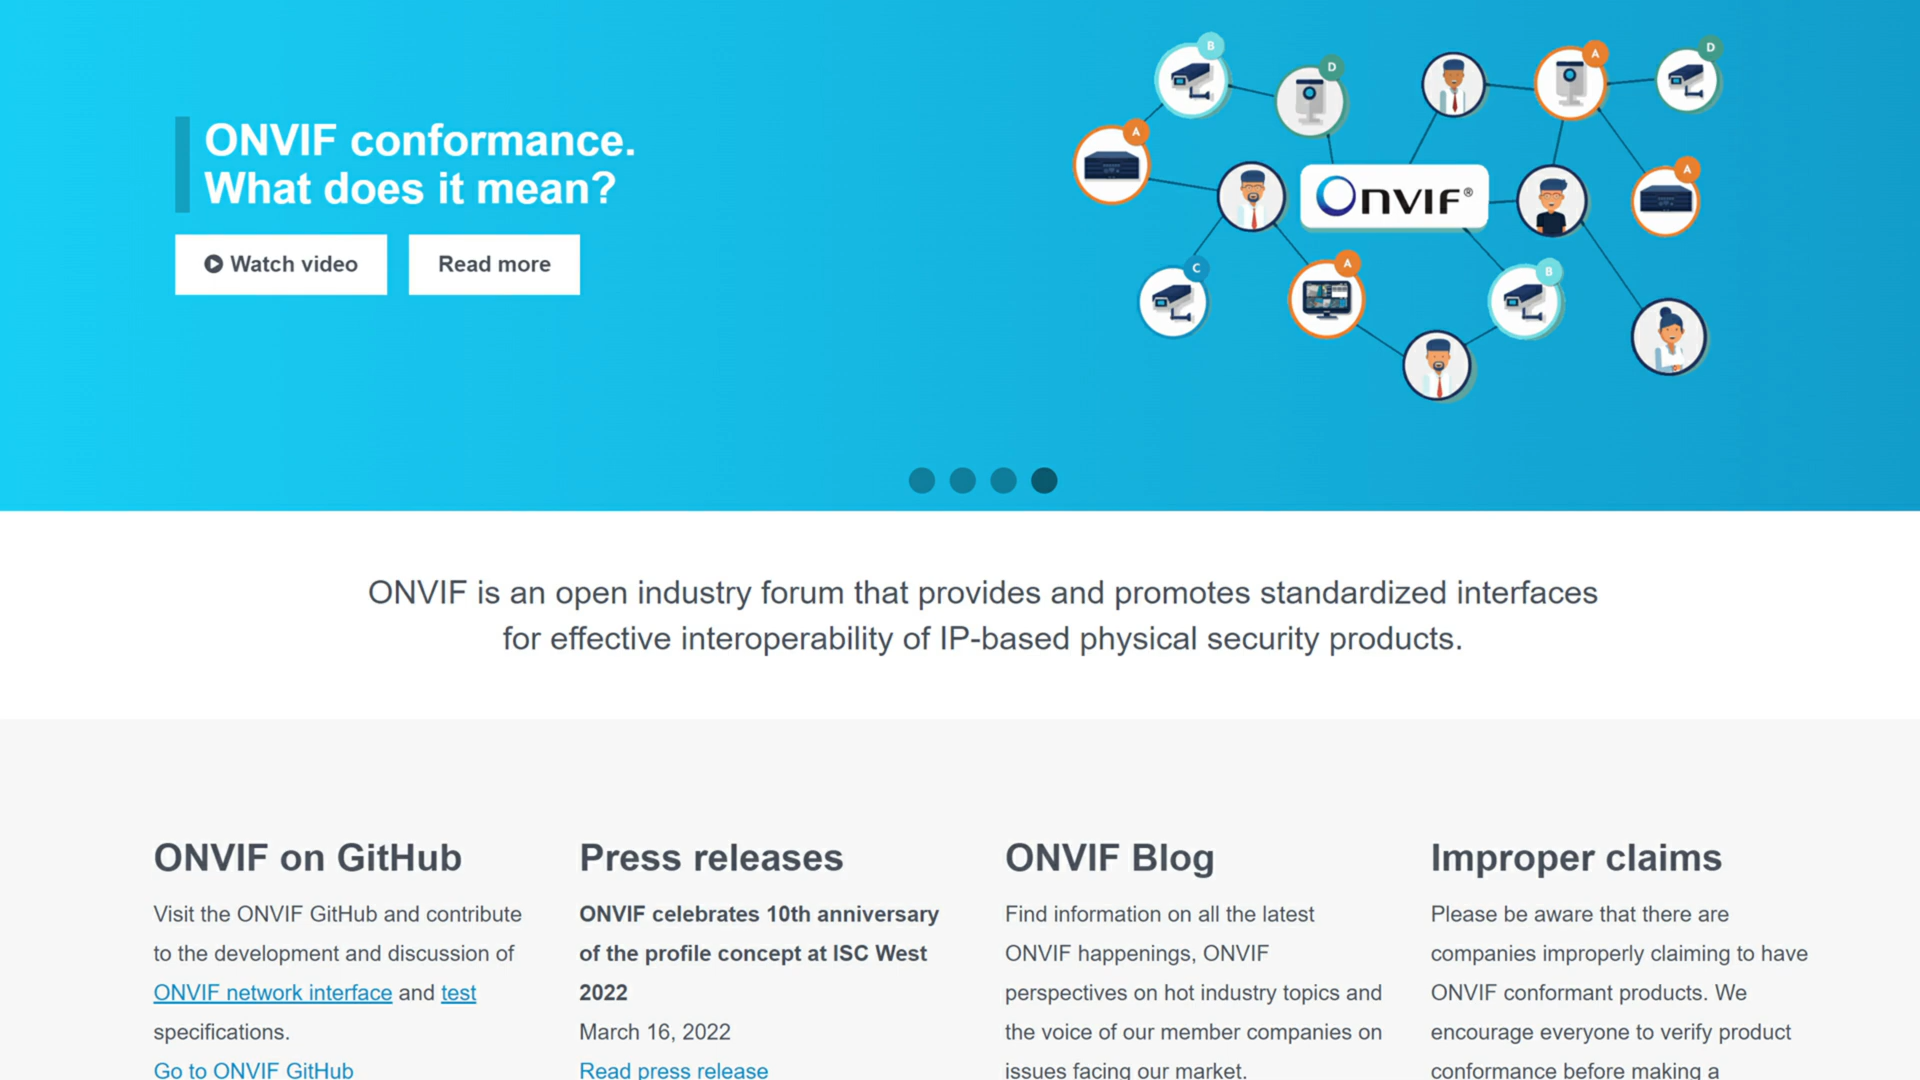 ONVIF conformance.
What does it mean?
Watch video
Read more
B
D
A
D
A
A
ONVIF®
C
A
B
ONVIF is an open industry forum that provides and promotes standardized interfaces
for effective interoperability of IP-based physical security products.
ONVIF on GitHub
Visit the ONVIF GitHub and contribute
to the development and discussion of
ONVIF network interface and test
specifications.
Go to ONVIF GitHub
Press releases
ONVIF celebrates 10th anniversary
of the profile concept at ISC West
2022
March 16, 2022
Read press release
ONVIF Blog
Find information on all the latest
ONVIF happenings, ONVIF
perspectives on hot industry topics and
the voice of our member companies on
issues facing our market.
Improper claims
Please be aware that there are
companies improperly claiming to have
ONVIF conformant products. We
encourage everyone to verify product
conformance before making a